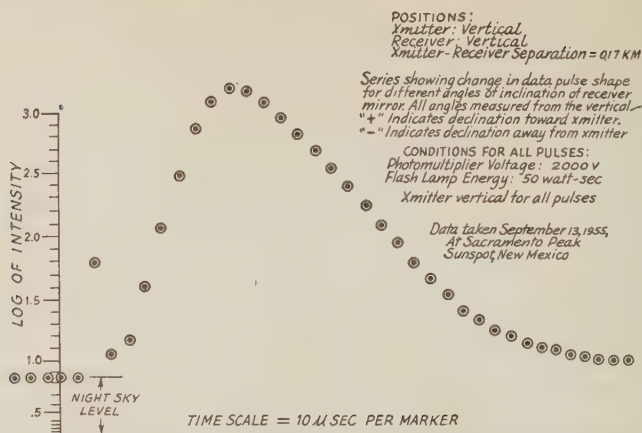 POSITIONS:
Xmitter: Vertical
Receiver: Vertical
Xmitter-Receiver Separation = 0.17 KM
Series showing change in data pulse shape
for different angles of inclination of receiver
mirror. All angles measured from the vertical-
"+" Indicates declination toward xmitter.
"-" Indicates declination away from xmitter
CONDITIONS FOR ALL PULSES:
Photomultiplier Voltage: 2000 v
Flash Lamp Energy: 50 watt-sec
Xmitter vertical for all pulses
Data taken September 13, 1955,
At Sacramento Peak
Sunspot, New Mexico
LOG OF INTENSITY
3.0
2.5
2.0
1.5
1.0
.5
NIGHT SKY
LEVEL
TIME SCALE = 10 μ SEC PER MARKER